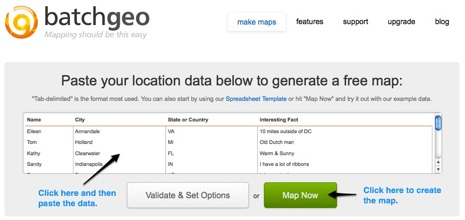 batchgeo
Mapping should be this easy
make maps features support upgrade blog
Paste your location data below to generate a free map:
"Tab-delimited" is the format most used. You can also start by using our Spreadsheet Template or hit "Map Now" and try it out with our example data.
Name City State or Country Interesting Fact
Eileen Annandale VA 10 miles outside of DC
Tom Holland MI Old Dutch man
Kathy Clearwater FL Warm & Sunny
Sandy Indianapolis IN I have a lot of ribbons
Click here and then
paste the data.
Validate & Set Options or Map Now
Click here to create
the map.